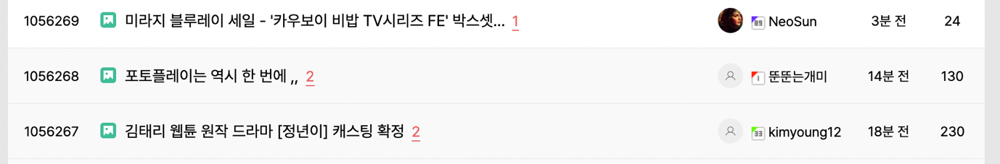 1056269 미라지 블루레이 세일 - '카우보이 비밥 TV시리즈 FE' 박스셋... 1 89 NeoSun 3분 전 24
1056268 포토플레이는 역시 한 번에 ,, 2 1 뚠뚠는개미 14분 전 130
1056267 김태리 웹튠 원작 드라마 [정년이] 캐스팅 확정 2 33 kimyoung12 18분 전 230